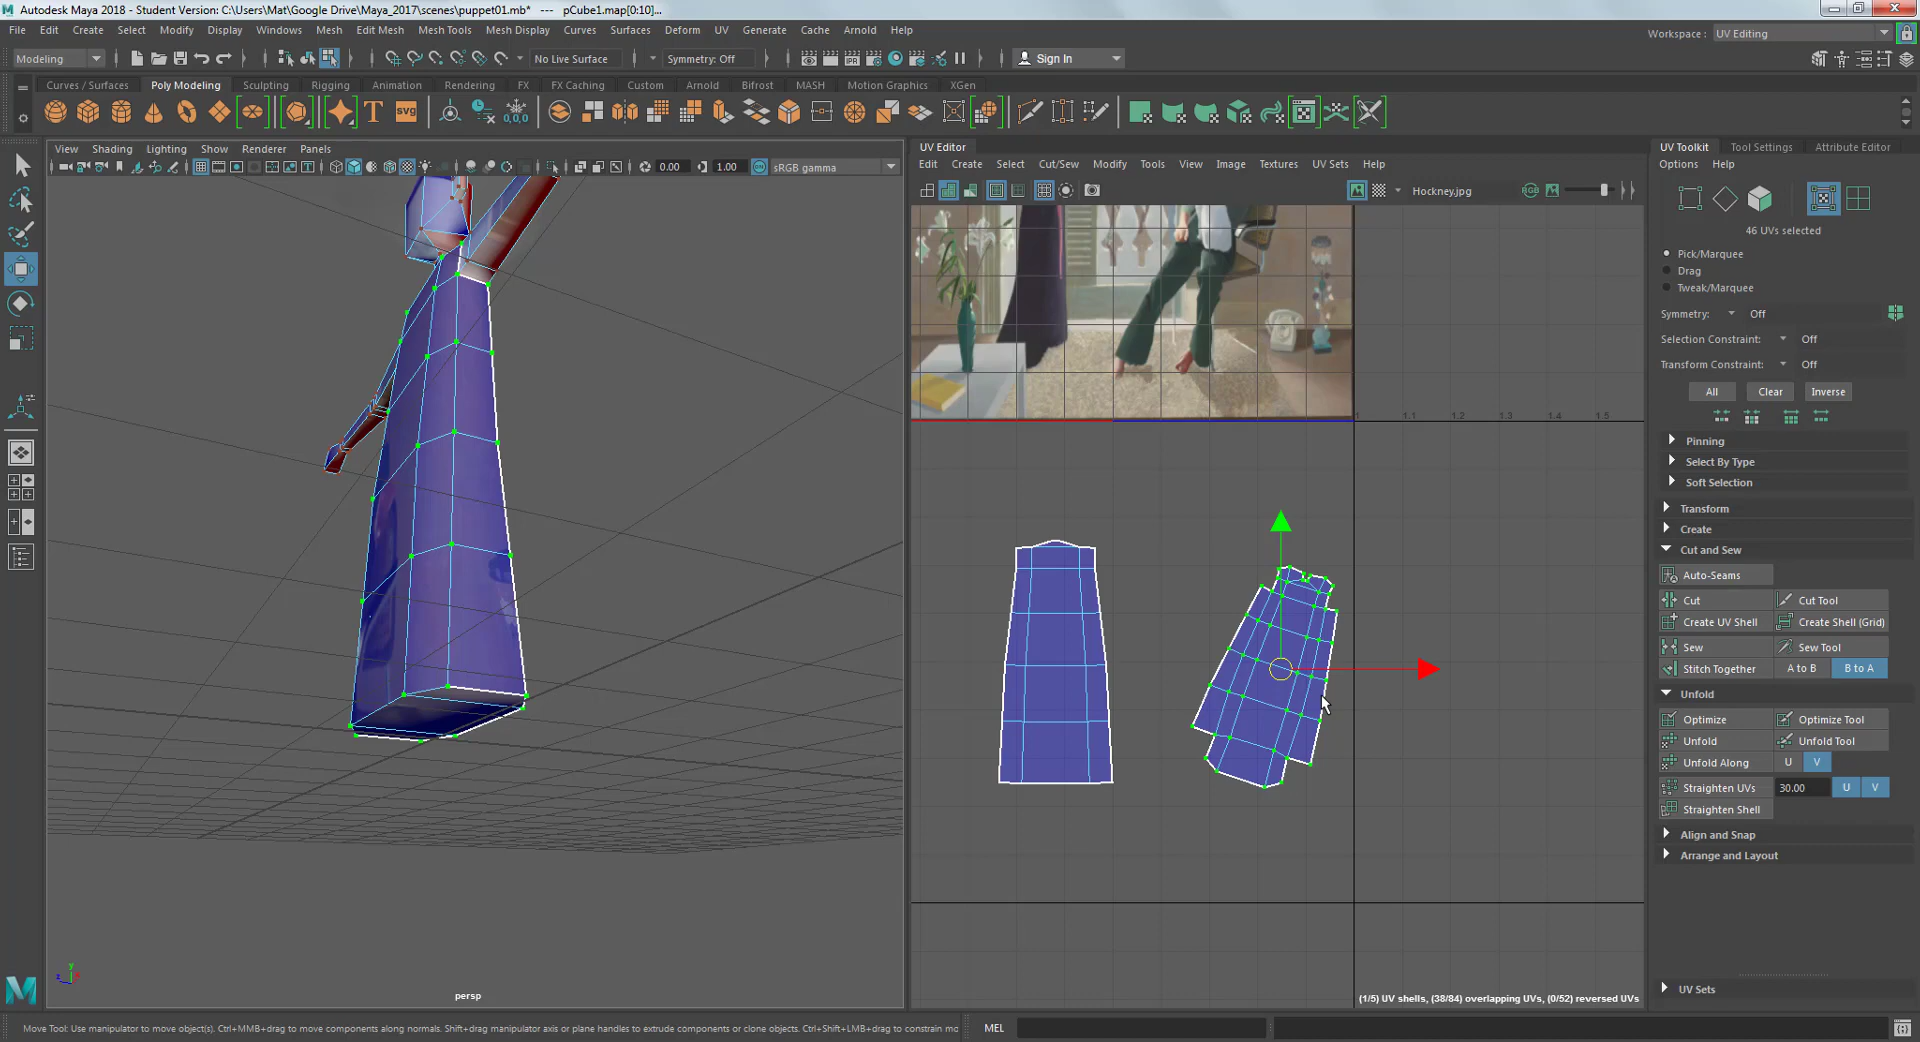 Autodesk Maya 2018 - Student Version: C:\Users\Mat\Google Drive\Maya_2017\scenes\puppet01.mb* --- pCube1.map[0:10]...
File Edit Create Select Modify Display Windows Mesh Edit Mesh Mesh Tools Mesh Display Curves Surfaces Deform UV Generate Cache Arnold Help
Workspace : UV Editing
Modeling No Live Surface Symmetry: Off Sign In
Curves / Surfaces Poly Modeling Sculpting Rigging Animation Rendering FX FX Caching Custom Arnold Bifrost MASH Motion Graphics XGen
View Shading Lighting Show Renderer Panels
0.00 1.00 sRGB gamma
persp
UV Editor
Edit Create Select Cut/Sew Modify Tools View Image Textures UV Sets Help
Hockney.jpg
1 1.1 1.2 1.3 1.4 1.5
(1/5) UV shells, (38/84) overlapping UVs, (0/52) reversed UVs
UV Toolkit Tool Settings Attribute Editor
Options Help
46 UVs selected
Pick/Marquee
Drag
Tweak/Marquee
Symmetry: Off
Selection Constraint: Off
Transform Constraint: Off
All Clear Inverse
Pinning
Select By Type
Soft Selection
Transform
Create
Cut and Sew
Auto-Seams
Cut Cut Tool
Create UV Shell Create Shell (Grid)
Sew Sew Tool
Stitch Together A to B B to A
Unfold
Optimize Optimize Tool
Unfold Unfold Tool
Unfold Along U V
Straighten UVs 30.00 U V
Straighten Shell
Align and Snap
Arrange and Layout
UV Sets
Move Tool: Use manipulator to move object(s). Ctrl+MMB+drag to move components along normals. Shift+drag manipulator axis or plane handles to extrude components or clone objects. Ctrl+Shift+LMB+drag to constrain mo
MEL